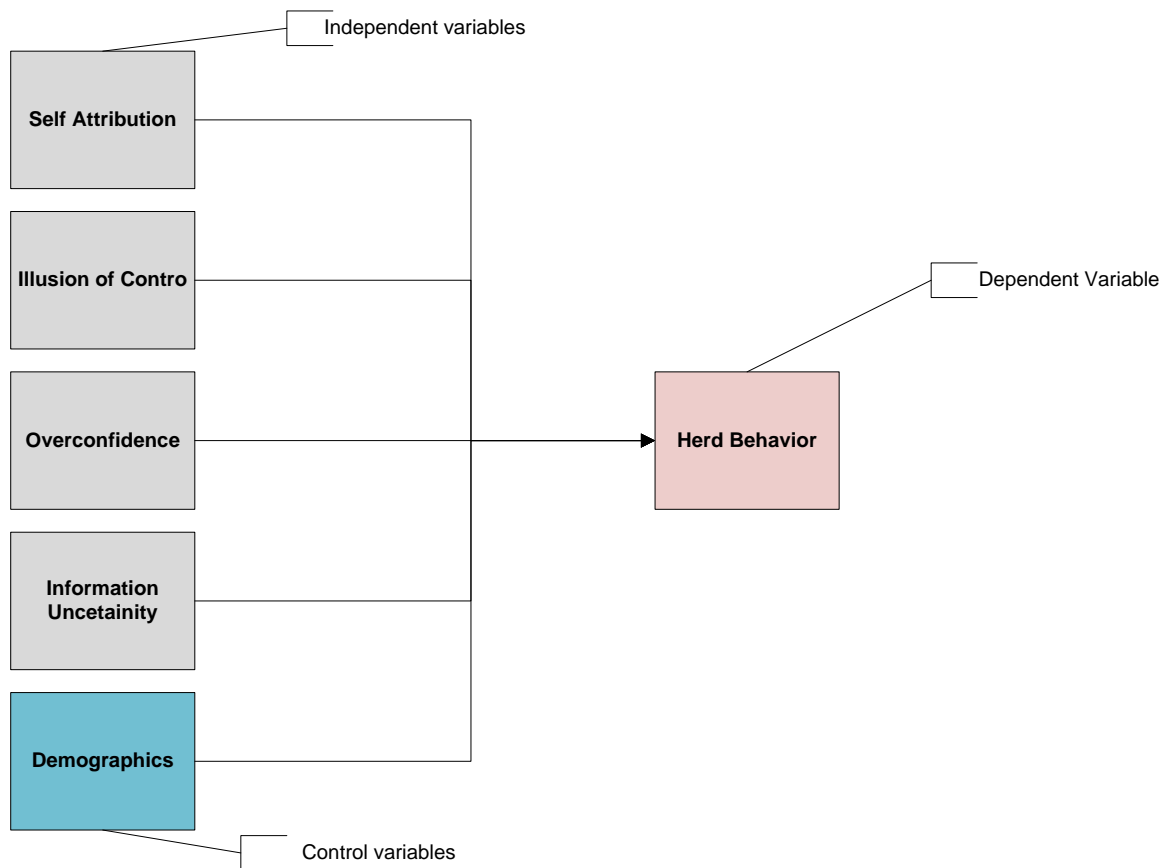 Independent variables
Self Attribution
Illusion of Contro
Dependent Variable
Overconfidence
Herd Behavior
Information
Uncetainity
Demographics
Control variables